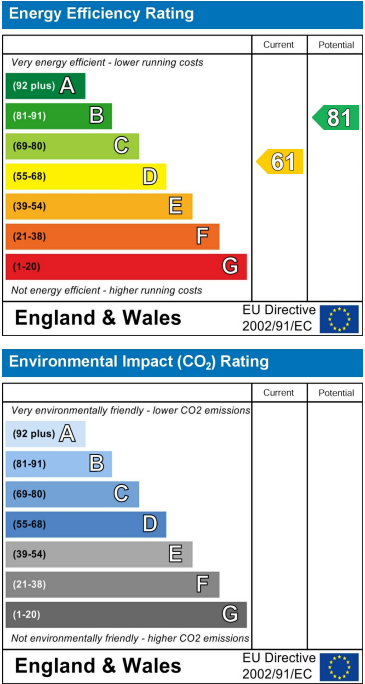 Energy Efficiency Rating
Current Potential
Very energy efficient - lower running costs
(92 plus) A
(81-91) B
81
(69-80) C
61
(55-68) D
(39-54) E
(21-38) F
(1-20) G
Not energy efficient - higher running costs
England & Wales
EU Directive
2002/91/EC
Environmental Impact (CO₂) Rating
Current Potential
Very environmentally friendly - lower CO2 emissions
(92 plus) A
(81-91) B
(69-80) C
(55-68) D
(39-54) E
(21-38) F
(1-20) G
Not environmentally friendly - higher CO2 emissions
England & Wales
EU Directive
2002/91/EC